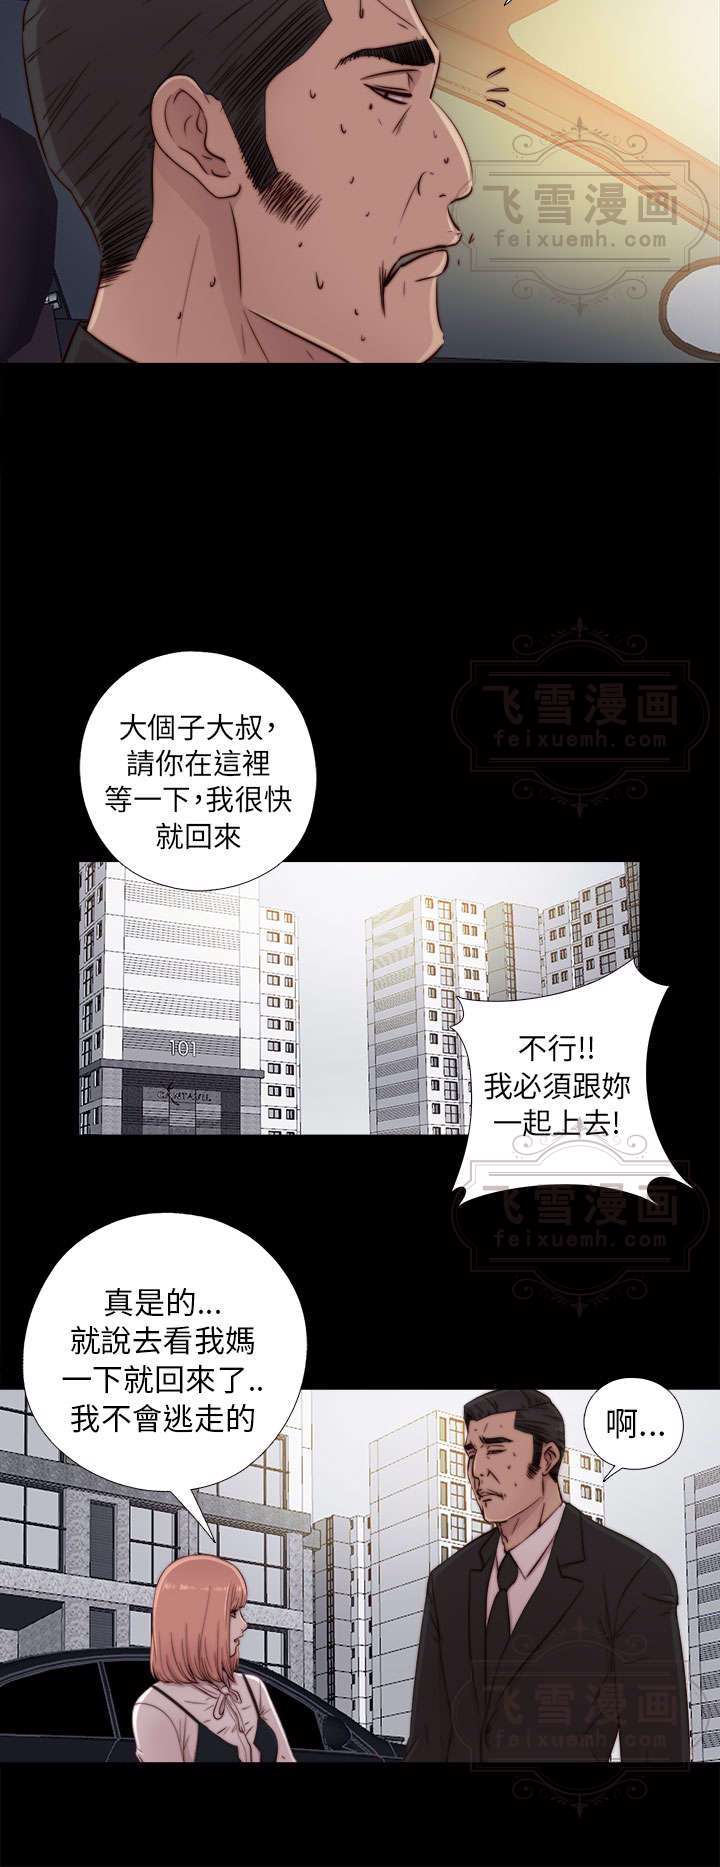 飞雪漫画
feixuemh.com
飞雪漫画
feixuemh.com
大個子大叔，
請你在這裡
等一下，我很快
就回來
101
不行!!
我必須跟妳
一起上去!
飞雪漫画
feixuemh.com
真是的...
就說去看我媽
一下就回來了..
我不會逃走的
啊...
飞雪漫画
feixuemh.com